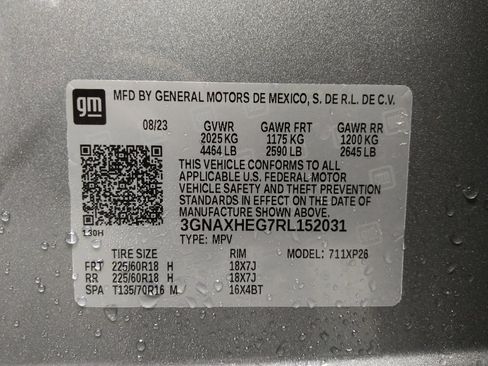 gm
MFD BY GENERAL MOTORS DE MEXICO, S. DE R.L. DE C.V.
08/23 GVWR GAWR FRT GAWR RR
2025 KG 1175 KG 1200 KG
4464 LB 2590 LB 2645 LB
THIS VEHICLE CONFORMS TO ALL
APPLICABLE U.S. FEDERAL MOTOR
VEHICLE SAFETY AND THEFT PREVENTION
STANDARDS IN EFFECT ON THE DATE OF
MANUFACTURE SHOWN ABOVE.
3GNAXHEG7RL152031
130H
TYPE: MPV
TIRE SIZE RIM MODEL: 711XP26
FRT 225/60R18 H 18X7J
RR 225/60R18 H 18X7J
SPA T135/70R16 M 16X4BT